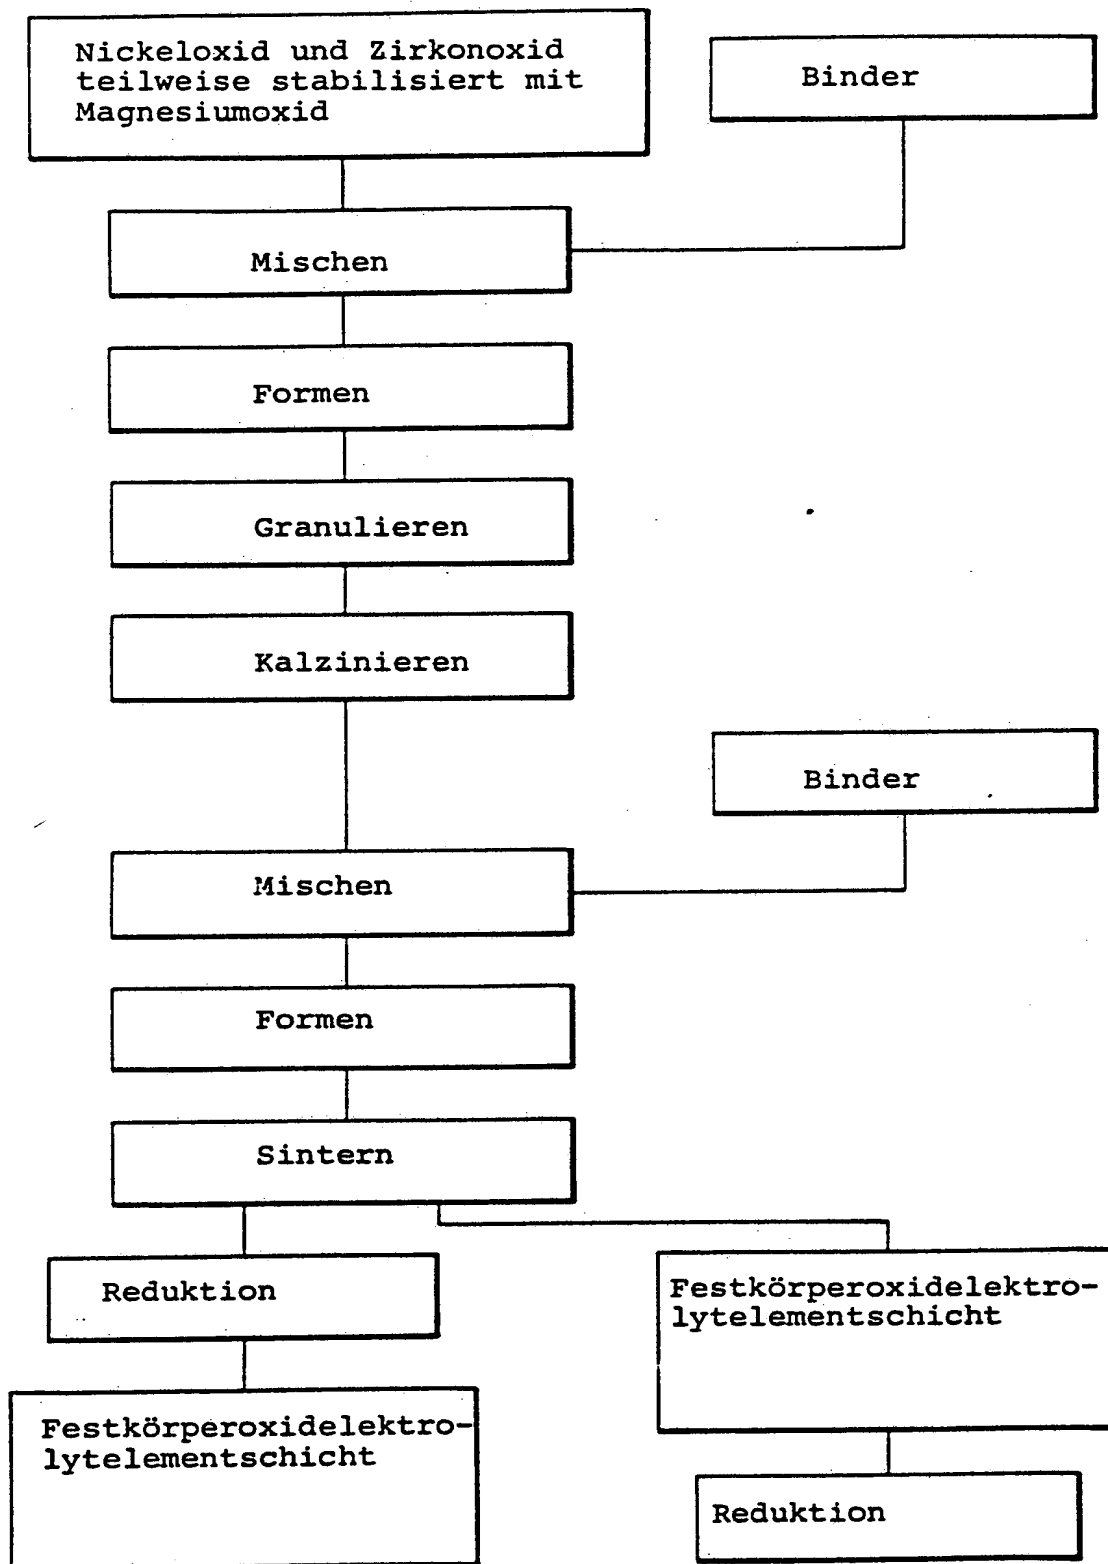 Nickeloxid und Zirkonoxid
teilweise stabilisiert mit
Magnesiumoxid
Binder
Mischen
Formen
Granulieren
Kalzinieren
Binder
Mischen
Formen
Sintern
Reduktion
Festkörperoxidelektro-
lytelementschicht
Festkörperoxidelektro-
lytelementschicht
Reduktion